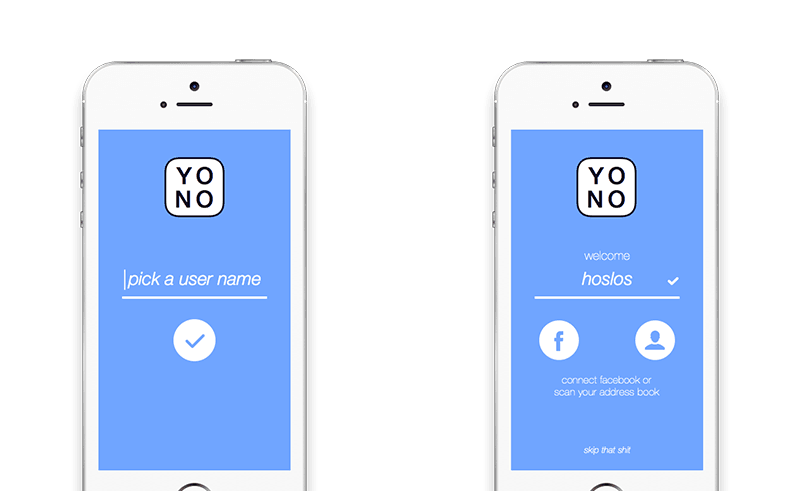 YO
NO
pick a user name
YO
NO
welcome
hoslos
f
connect facebook or
scan your address book
skip that shit